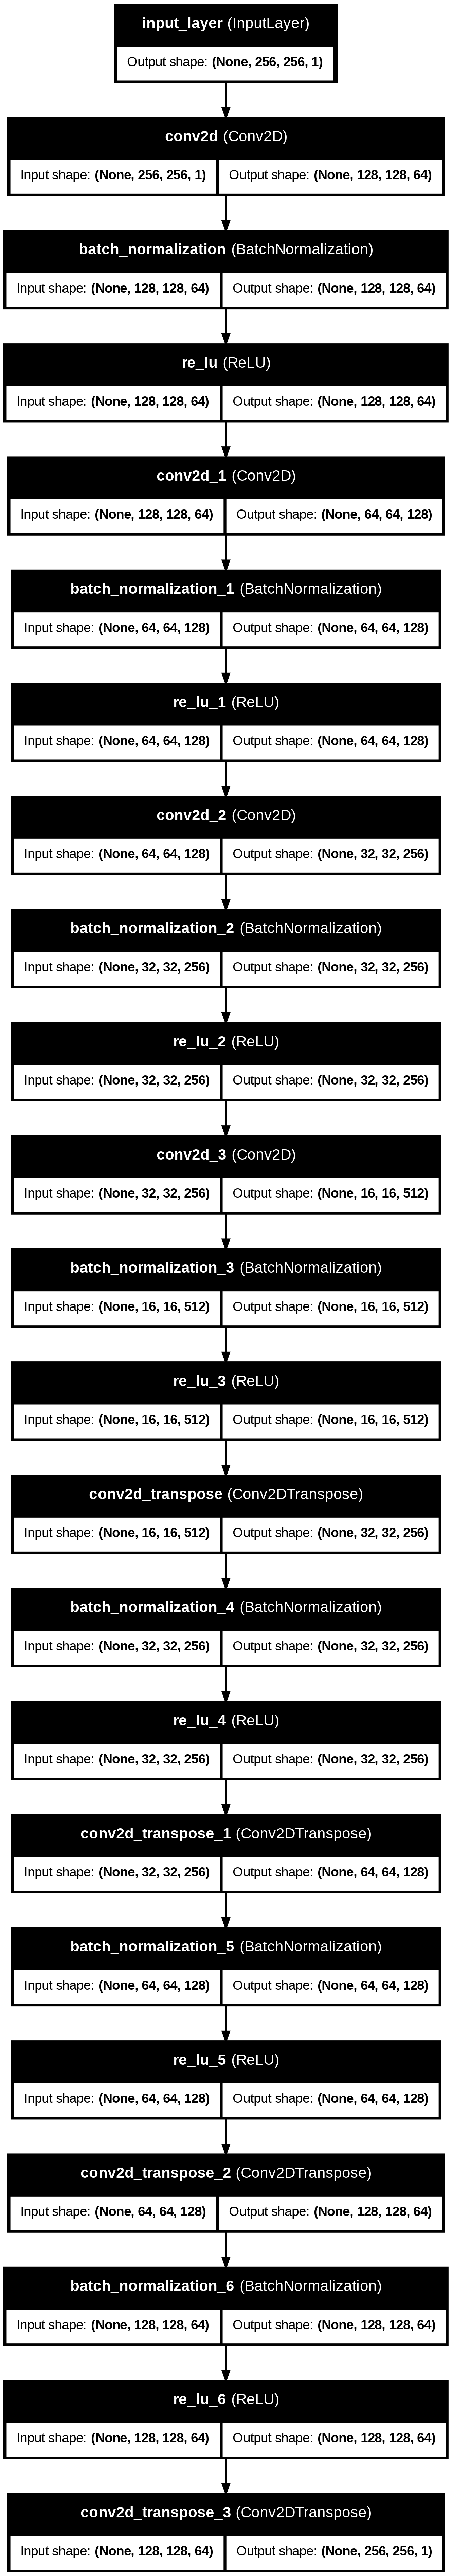 input_layer (InputLayer)
Output shape: (None, 256, 256, 1)
conv2d (Conv2D)
Input shape: (None, 256, 256, 1) Output shape: (None, 128, 128, 64)
batch_normalization (BatchNormalization)
Input shape: (None, 128, 128, 64) Output shape: (None, 128, 128, 64)
re_lu (ReLU)
Input shape: (None, 128, 128, 64) Output shape: (None, 128, 128, 64)
conv2d_1 (Conv2D)
Input shape: (None, 128, 128, 64) Output shape: (None, 64, 64, 128)
batch_normalization_1 (BatchNormalization)
Input shape: (None, 64, 64, 128) Output shape: (None, 64, 64, 128)
re_lu_1 (ReLU)
Input shape: (None, 64, 64, 128) Output shape: (None, 64, 64, 128)
conv2d_2 (Conv2D)
Input shape: (None, 64, 64, 128) Output shape: (None, 32, 32, 256)
batch_normalization_2 (BatchNormalization)
Input shape: (None, 32, 32, 256) Output shape: (None, 32, 32, 256)
re_lu_2 (ReLU)
Input shape: (None, 32, 32, 256) Output shape: (None, 32, 32, 256)
conv2d_3 (Conv2D)
Input shape: (None, 32, 32, 256) Output shape: (None, 16, 16, 512)
batch_normalization_3 (BatchNormalization)
Input shape: (None, 16, 16, 512) Output shape: (None, 16, 16, 512)
re_lu_3 (ReLU)
Input shape: (None, 16, 16, 512) Output shape: (None, 16, 16, 512)
conv2d_transpose (Conv2DTranspose)
Input shape: (None, 16, 16, 512) Output shape: (None, 32, 32, 256)
batch_normalization_4 (BatchNormalization)
Input shape: (None, 32, 32, 256) Output shape: (None, 32, 32, 256)
re_lu_4 (ReLU)
Input shape: (None, 32, 32, 256) Output shape: (None, 32, 32, 256)
conv2d_transpose_1 (Conv2DTranspose)
Input shape: (None, 32, 32, 256) Output shape: (None, 64, 64, 128)
batch_normalization_5 (BatchNormalization)
Input shape: (None, 64, 64, 128) Output shape: (None, 64, 64, 128)
re_lu_5 (ReLU)
Input shape: (None, 64, 64, 128) Output shape: (None, 64, 64, 128)
conv2d_transpose_2 (Conv2DTranspose)
Input shape: (None, 64, 64, 128) Output shape: (None, 128, 128, 64)
batch_normalization_6 (BatchNormalization)
Input shape: (None, 128, 128, 64) Output shape: (None, 128, 128, 64)
re_lu_6 (ReLU)
Input shape: (None, 128, 128, 64) Output shape: (None, 128, 128, 64)
conv2d_transpose_3 (Conv2DTranspose)
Input shape: (None, 128, 128, 64) Output shape: (None, 256, 256, 1)